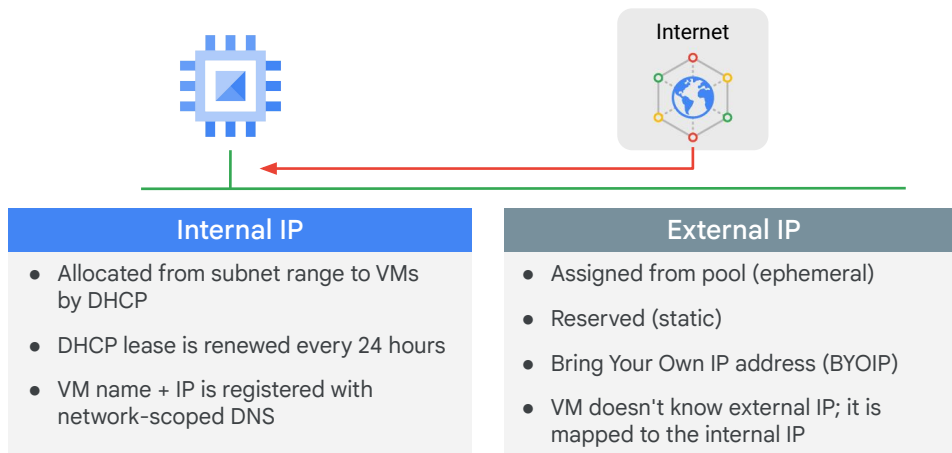 Internet
Internal IP
● Allocated from subnet range to VMs
by DHCP
● DHCP lease is renewed every 24 hours
● VM name + IP is registered with
network-scoped DNS
External IP
● Assigned from pool (ephemeral)
● Reserved (static)
● Bring Your Own IP address (BYOIP)
● VM doesn't know external IP; it is
mapped to the internal IP